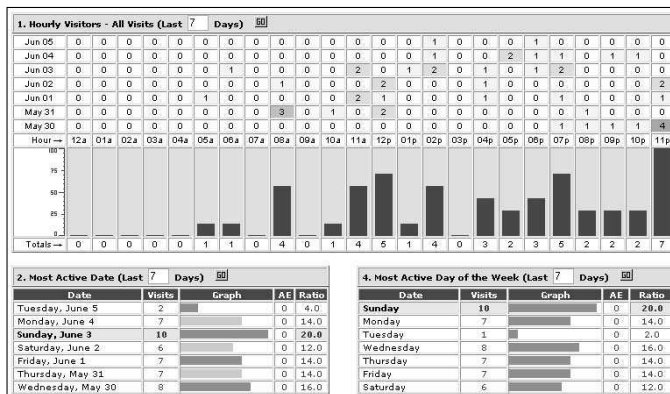 1. Hourly Visitors - All Visits (Last 7 Days) GO
Jun 05 0 0 0 0 0 0 0 0 0 0 0 0 0 0 1 0 0 0 1 0 0 0 0 0
Jun 04 0 0 0 0 0 0 0 0 0 0 0 0 0 0 1 0 0 2 1 1 0 1 1 0
Jun 03 0 0 0 0 0 0 1 0 0 0 0 2 0 1 2 0 1 0 1 2 0 0 0 0
Jun 02 0 0 0 0 0 0 0 0 1 0 0 0 2 0 0 0 1 0 0 0 0 0 0 2
Jun 01 0 0 0 0 0 1 0 0 0 0 0 2 1 0 0 0 1 0 0 1 0 0 0 1
May 31 0 0 0 0 0 0 0 0 3 0 1 0 2 0 0 0 0 0 0 0 1 0 0 0
May 30 0 0 0 0 0 0 0 0 0 0 0 0 0 0 0 0 0 0 0 1 1 1 1 4
Hour → 12a 01a 02a 03a 04a 05a 06a 07a 08a 09a 10a 11a 12p 01p 02p 03p 04p 05p 06p 07p 08p 09p 10p 11p
100
75
50
25
0
Totals → 0 0 0 0 0 1 1 0 4 0 1 4 5 1 4 0 3 2 3 5 2 2 2 7
2. Most Active Date (Last 7 Days) GO
Date Visits Graph AE Ratio
Tuesday, June 5 2 0 4.0
Monday, June 4 7 0 14.0
Sunday, June 3 10 0 20.0
Saturday, June 2 6 0 12.0
Friday, June 1 7 0 14.0
Thursday, May 31 7 0 14.0
Wednesday, May 30 8 0 16.0
4. Most Active Day of the Week (Last 7 Days) GO
Date Visits Graph AE Ratio
Sunday 10 0 20.0
Monday 7 0 14.0
Tuesday 1 0 2.0
Wednesday 8 0 16.0
Thursday 7 0 14.0
Friday 7 0 14.0
Saturday 6 0 12.0